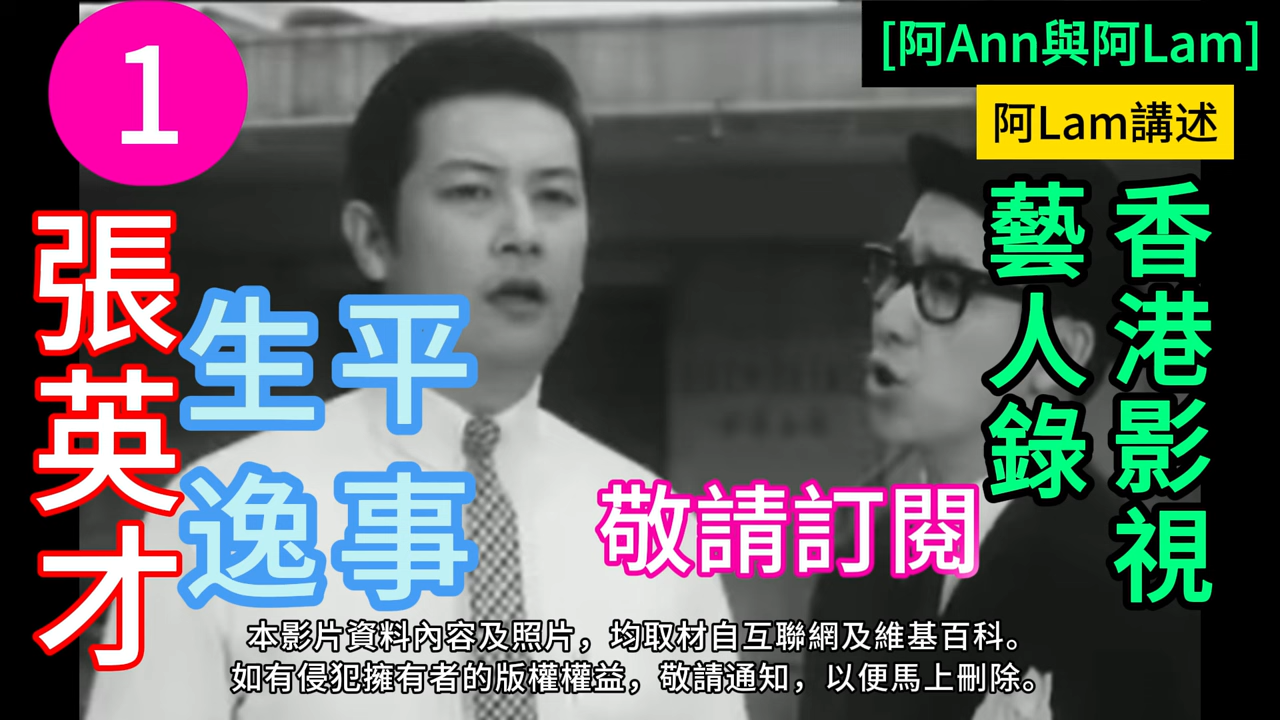 1
[阿Ann與阿Lam]
阿Lam講述
香港影視
藝人錄
張英才
生平
逸事
敬請訂閱
本影片資料內容及照片，均取材自互聯網及維基百科。
如有侵犯擁有者的版權權益，敬請通知，以便馬上刪除。